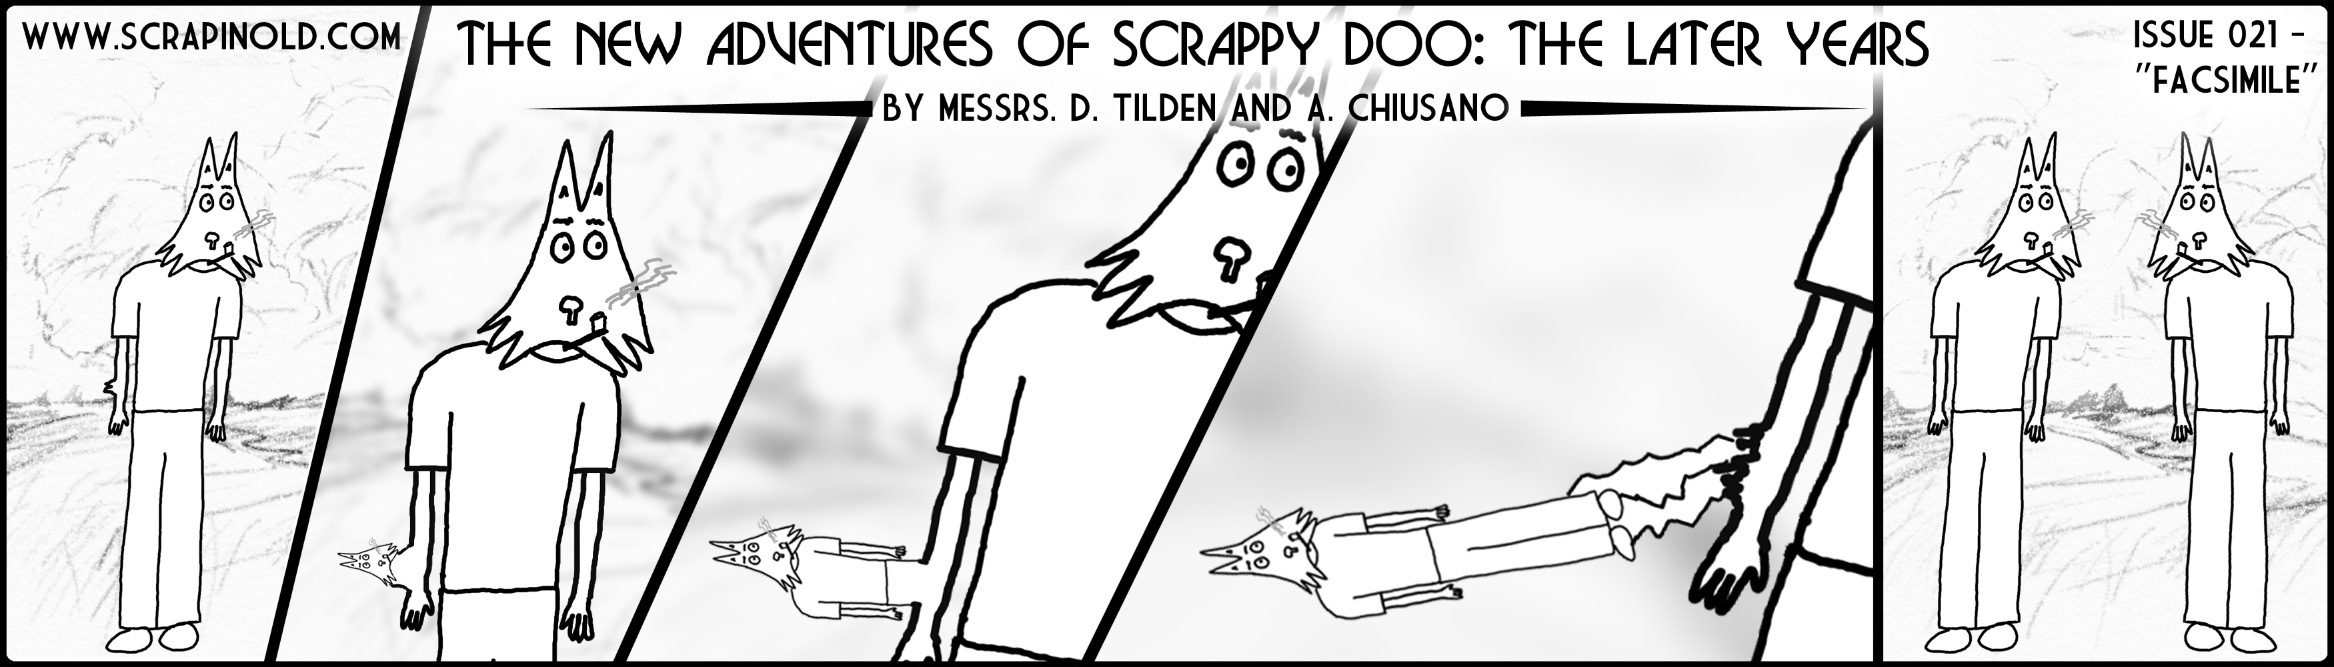 WWW.SCRAPINOLD.COM
THE NEW ADVENTURES OF SCRAPPY DOO: THE LATER YEARS
BY MESSRS. D. TILDEN AND A. CHIUSANO
ISSUE 021 -
"FACSIMILE"